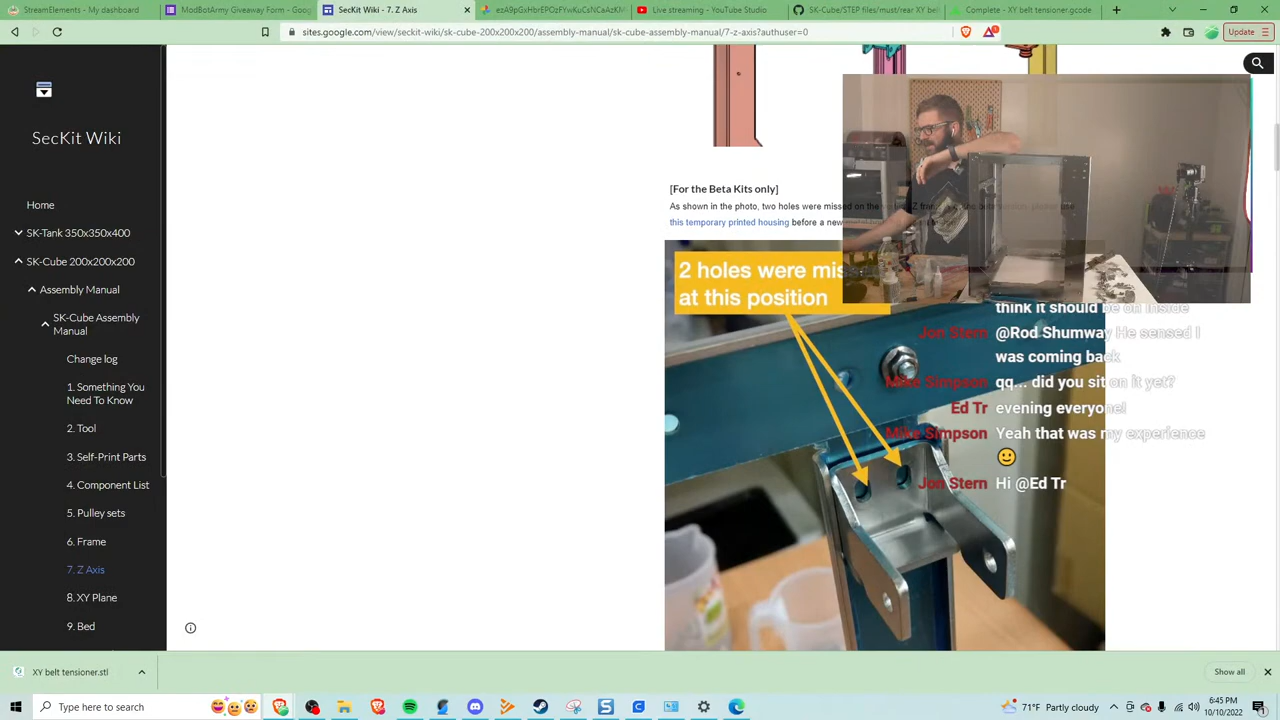 StreamElements - My dashboard
ModBotArmy Giveaway Form - Goog
SecKit Wiki - 7. Z Axis
ezA9pGsHbrEPOzFYwKuCsNCaAzKM
Live streaming - YouTube Studio
SK-Cube/STEP files/must/rear XY bel
Complete - XY belt tensioner.gcode
sites.google.com/view/seckit-wiki/sk-cube-200x200x200/assembly-manual/sk-cube-assembly-manual/7-z-axis?authuser=0
Update
SecKit Wiki
Home
SK-Tank 350x350x400
SK-Cube 200x200x200
Assembly Manual
SK-Cube Assembly
Manual
Change log
1. Something You
Need To Know
2. Tool
3. Self-Print Parts
4. Component List
5. Pulley sets
6. Frame
7. Z Axis
8. XY Plane
9. Bed
[For the Beta Kits only]
As shown in the photo, two holes were missed on the
this temporary printed housing before a new
2 holes were mis
at this position
think it should be on inside
Jon Stern @Rod Shumway He sensed I
was coming back
Mike Simpson qq... did you sit on it yet?
Ed Tr evening everyone!
Mike Simpson Yeah that was my experience
🙂
Jon Stern Hi @Ed Tr
XY belt tensioner.stl
Show all
Type here to search
71°F Partly cloudy
6:45 PM
10/10/2022